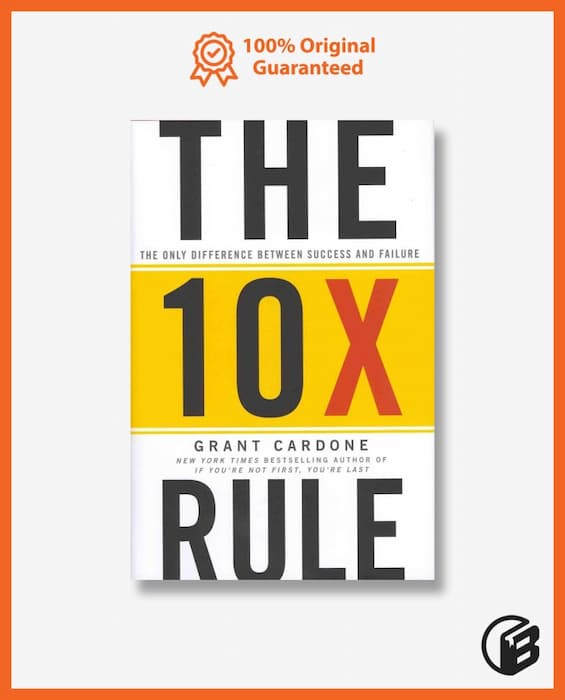 100% Original
Guaranteed
THE
THE ONLY DIFFERENCE BETWEEN SUCCESS AND FAILURE
10X
GRANT CARDONE
NEW YORK TIMES BESTSELLING AUTHOR OF
IF YOU'RE NOT FIRST, YOU'RE LAST
RULE
B